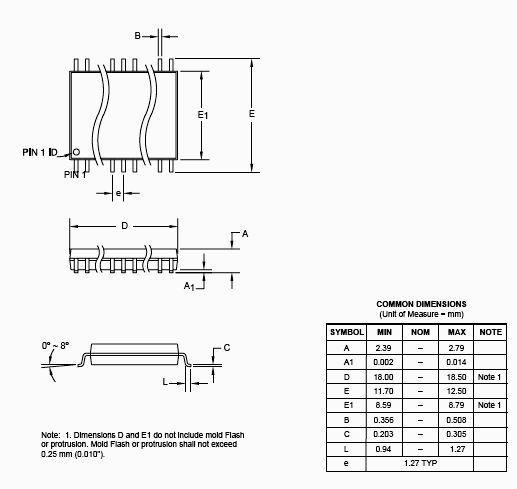 B
E1
E
PIN 1 ID
PIN 1
e
D
A
A1
0º ~ 8º
C
L
COMMON DIMENSIONS
(Unit of Measure = mm)
SYMBOL MIN NOM MAX NOTE
A 2.39 – 2.79
A1 0.002 – 0.014
D 18.00 – 18.50 Note 1
E 11.70 – 12.50
E1 8.59 – 8.79 Note 1
B 0.356 – 0.508
C 0.203 – 0.305
L 0.94 – 1.27
e 1.27 TYP
Note: 1. Dimensions D and E1 do not include mold Flash
or protrusion. Mold Flash or protrusion shall not exceed
0.25 mm (0.010").